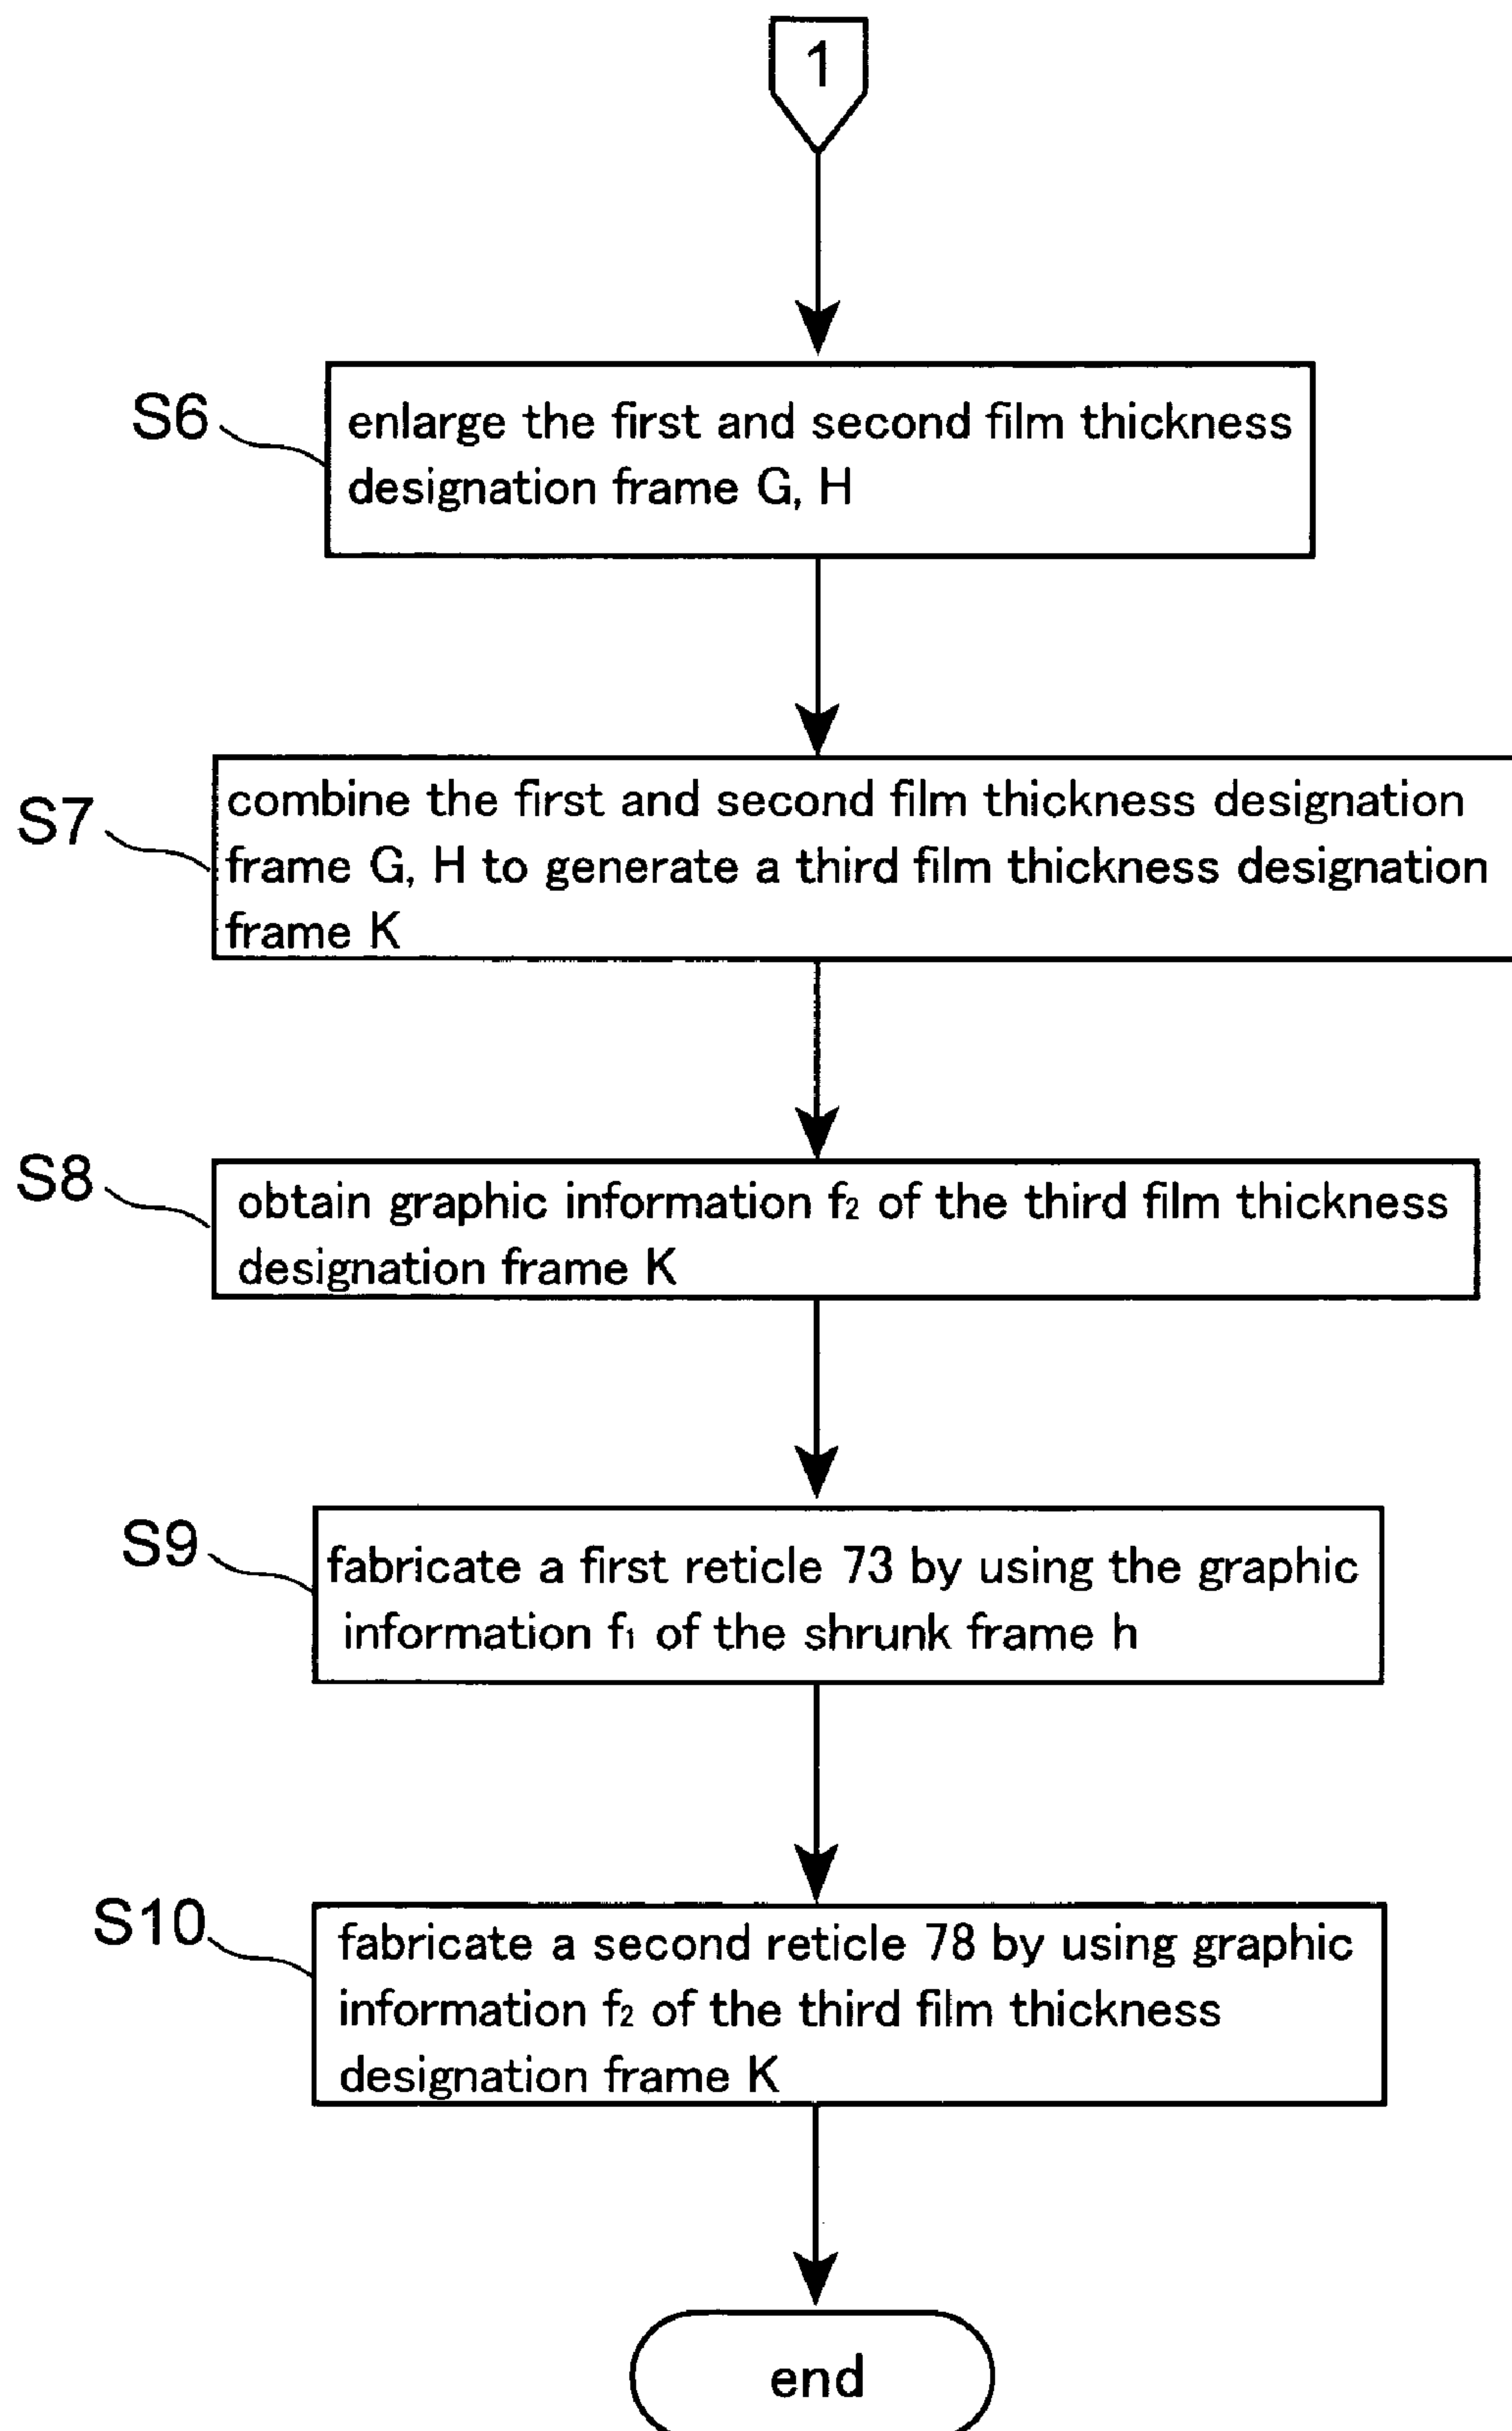 1
S6
enlarge the first and second film thickness
designation frame G, H
S7
combine the first and second film thickness designation
frame G, H to generate a third film thickness designation
frame K
S8
obtain graphic information f₂ of the third film thickness
designation frame K
S9
fabricate a first reticle 73 by using the graphic
information f₁ of the shrunk frame h
S10
fabricate a second reticle 78 by using graphic
information f₂ of the third film thickness
designation frame K
end